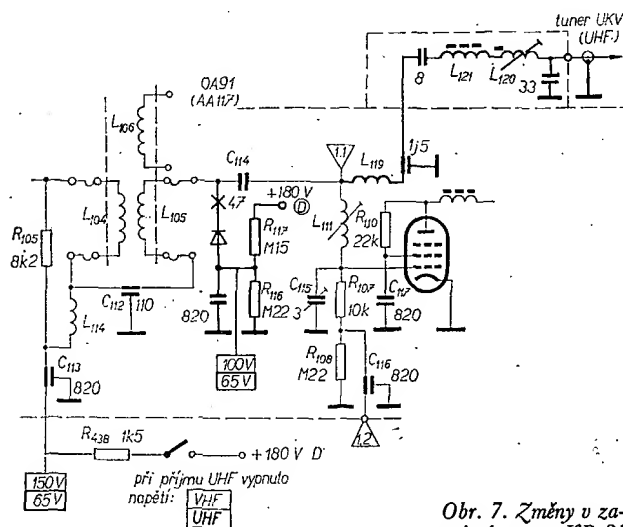 tuner UKV
(UHF)
8
L121
L120
33
OA91
(AA117)
L106
1j5
C114
1.1
L119
+180 V
D
47
L104
L105
R117
M15
L111
R110
22k
R105
8k2
C112
110
820
R116
M22
C115
3
R107
10k
C117
820
L114
100V
65V
R108
M22
C116
820
C113
820
1.2
R438 1k5
+180 V D
150V
65V
při příjmu UHF vypnuto
napětí: VHF
UHF
Obr. 7. Změny v za-